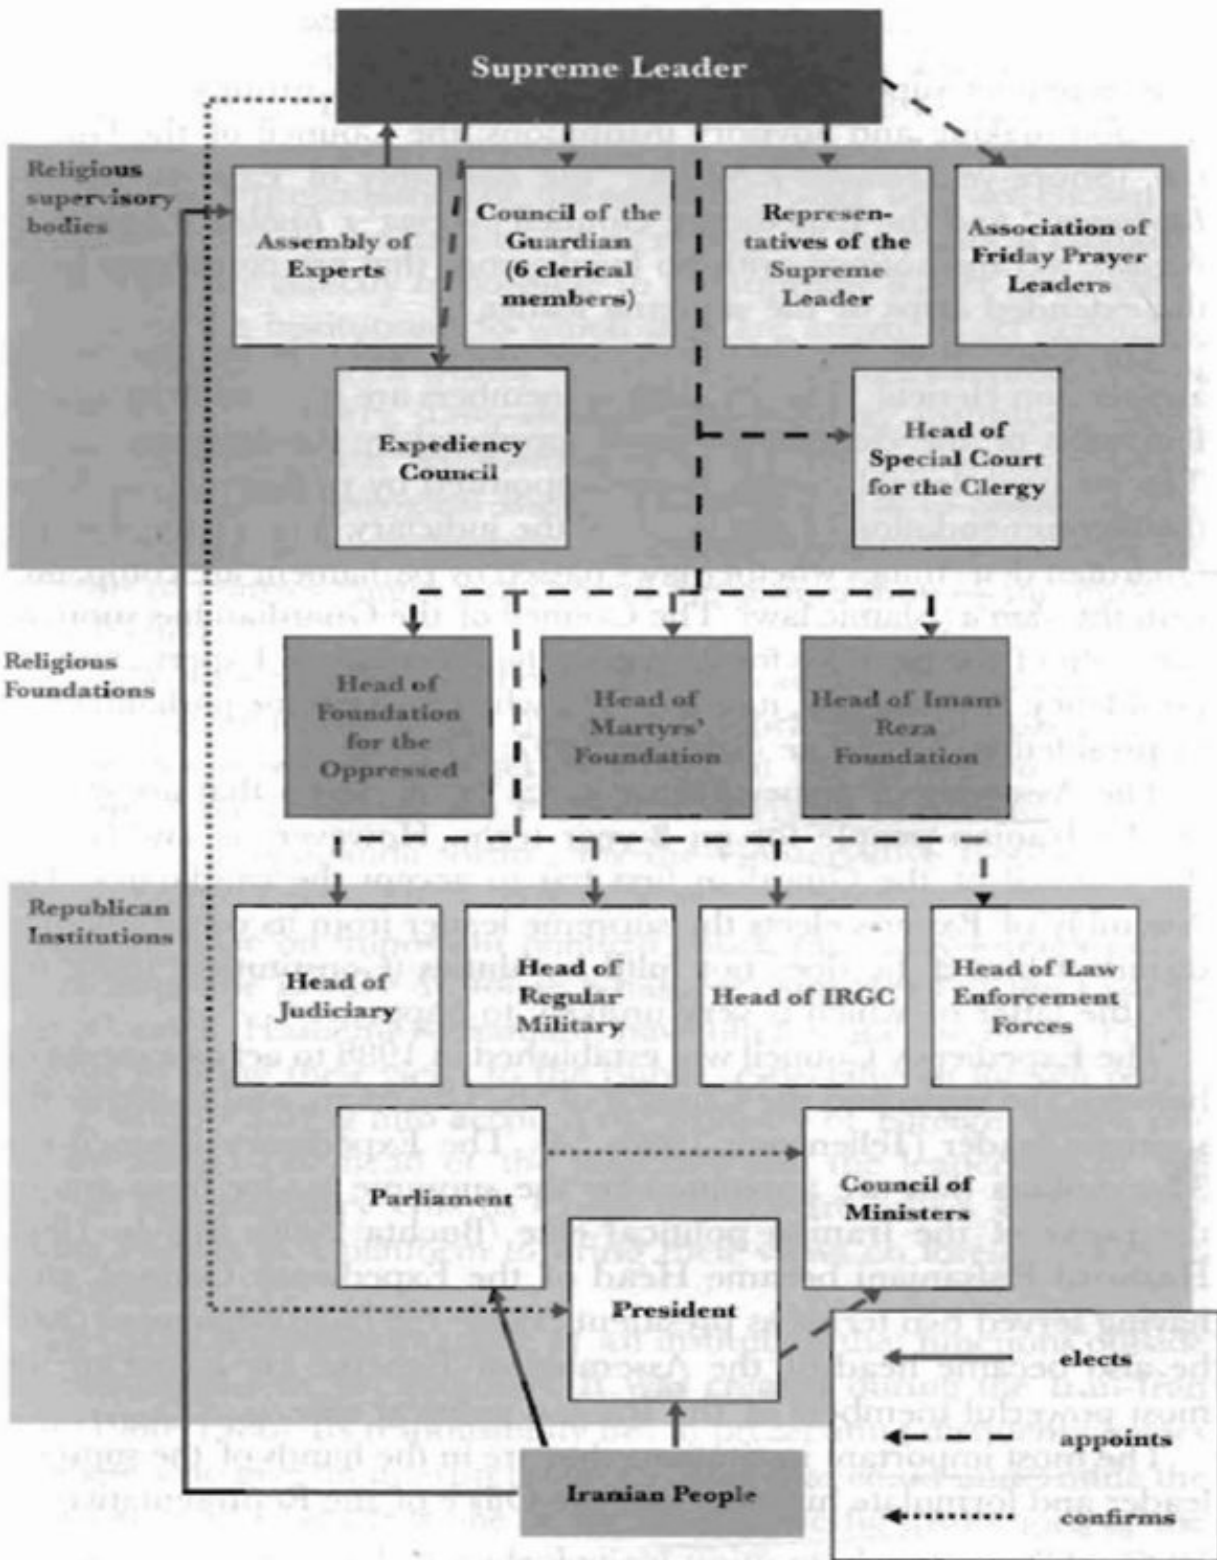 Supreme Leader
Religious
supervisory
bodies
Assembly of
Experts
Council of the
Guardian
(6 clerical
members)
Represen-
tatives of the
Supreme
Leader
Association of
Friday Prayer
Leaders
Expediency
Council
Head of
Special Court
for the Clergy
Religious
Foundations
Head of
Foundation
for the
Oppressed
Head of
Martyrs'
Foundation
Head of Imam
Reza
Foundation
Republican
Institutions
Head of
Judiciary
Head of
Regular
Military
Head of IRGC
Head of Law
Enforcement
Forces
Parliament
Council of
Ministers
President
elects
appoints
confirms
Iranian People